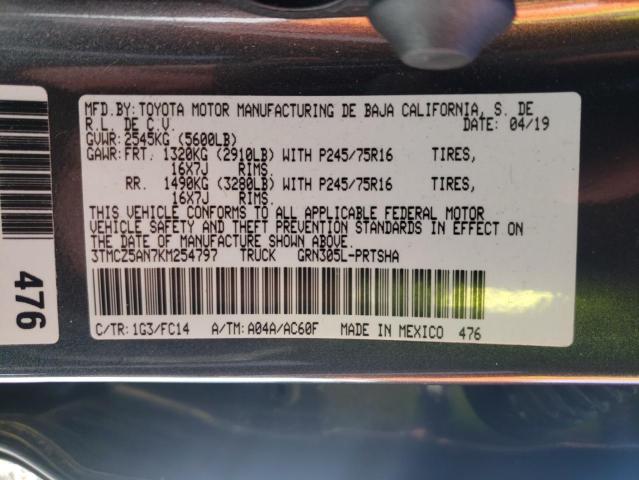 MFD.BY: TOYOTA MOTOR MANUFACTURING DE BAJA CALIFORNIA, S. DE
R.L. DE C.V. DATE: 04/19
GVWR: 2545KG (5600LB)
GAWR: FRT. 1320KG (2910LB) WITH P245/75R16 TIRES,
16X7J RIMS.
RR. 1490KG (3280LB) WITH P245/75R16 TIRES,
16X7J RIMS.
THIS VEHICLE CONFORMS TO ALL APPLICABLE FEDERAL MOTOR
VEHICLE SAFETY AND THEFT PREVENTION STANDARDS IN EFFECT ON
THE DATE OF MANUFACTURE SHOWN ABOVE.
3TMCZ5AN7KM254797 TRUCK GRN305L-PRTSHA
C/TR: 1G3/FC14 A/TM: A04A/AC60F MADE IN MEXICO 476
476